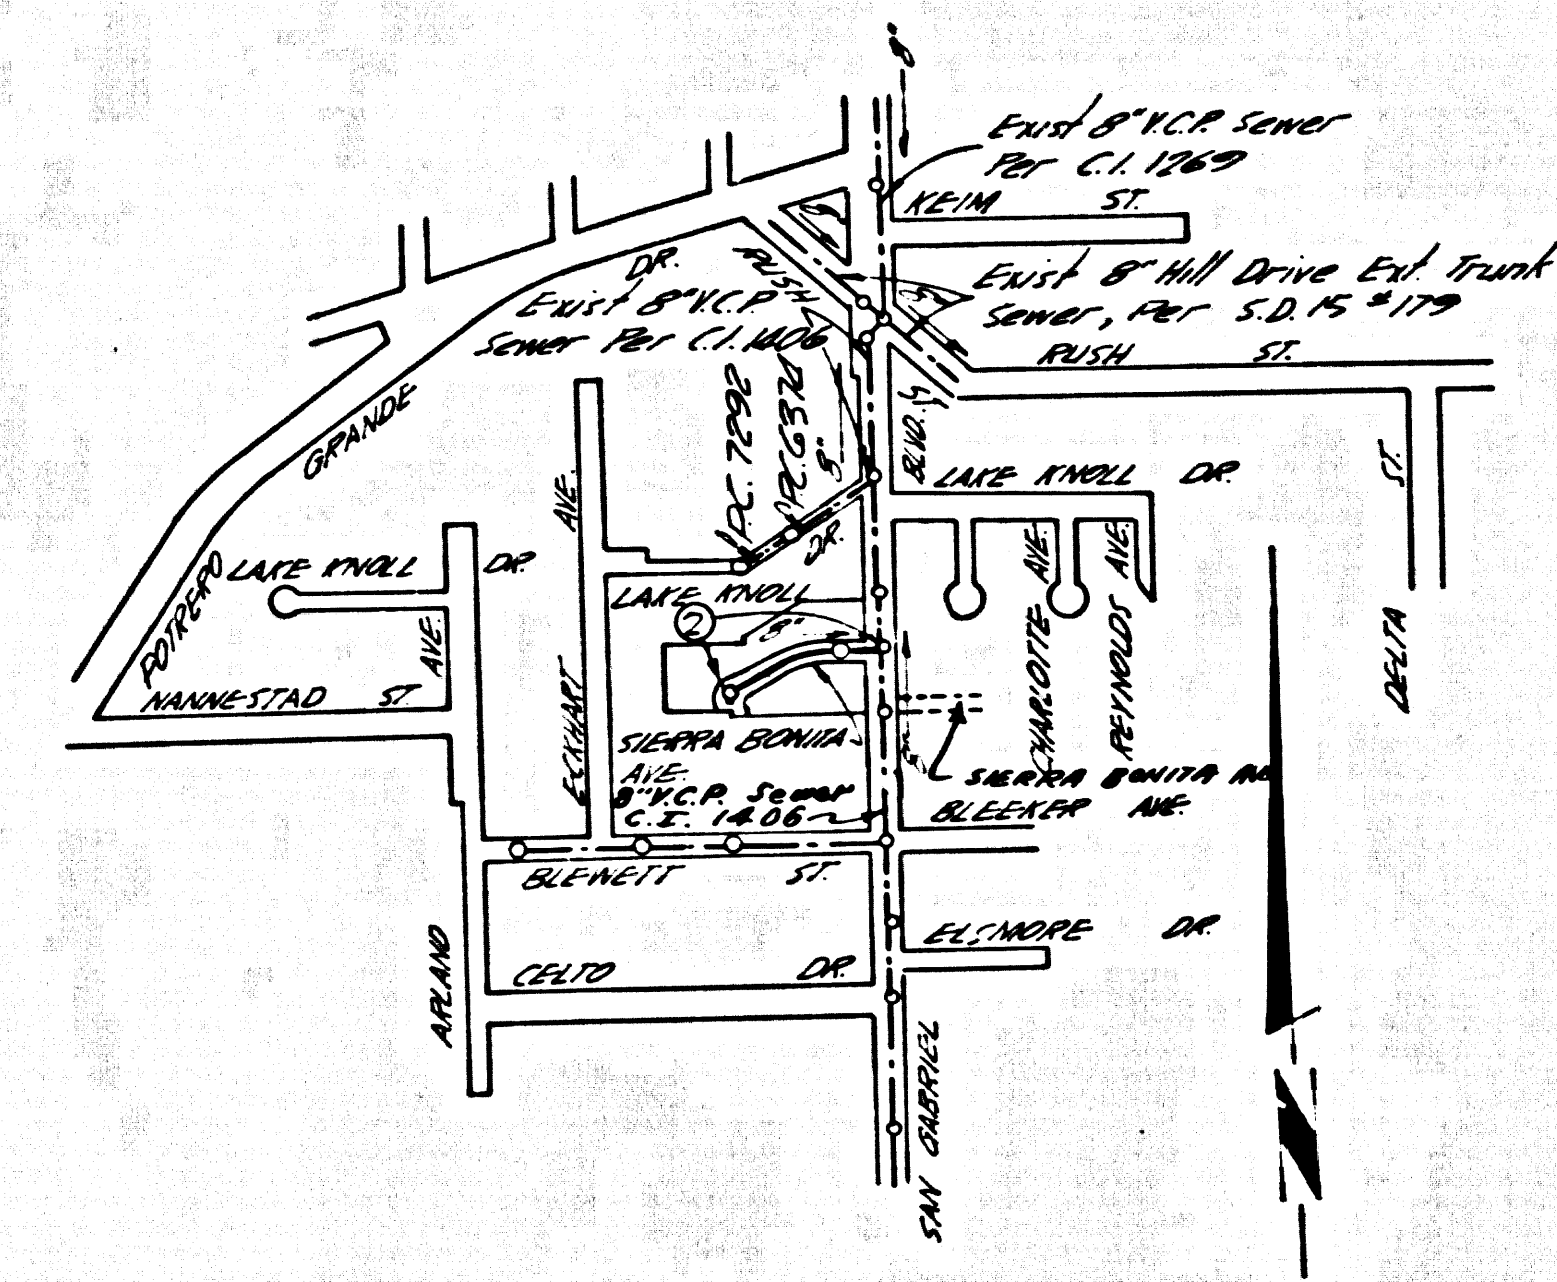 8"
Exist 8" V.C.P. Sewer
Per C.I. 1269
KEIM ST.
DR.
RUSH
Exist 8" Hill Drive Ext. Trunk
Sewer, Per S.D. 15 #179
Exist 8" V.C.P.
Sewer Per C.I. 1406
RUSH ST.
P.C. 7292
P.C. 6374
8"
GRANDE
BLVD.
LAKE KNOLL DR.
ST.
AVE.
DR.
LAKE KNOLL DR.
AVE.
AVE.
LAKE KNOLL
2
8"
POTRERO
AVE.
CHARLOTTE
REYNOLDS
DELTA
NANNESTAD ST.
ECKHART
SIERRA BONITA
AVE.
SIERRA BONITA AVE
8" V.C.P. Sewer
C.I. 1406
BLEEKER AVE.
BLEWETT ST.
ELSMORE DR.
CELTO DR.
ARLAND
SAN GABRIEL
N